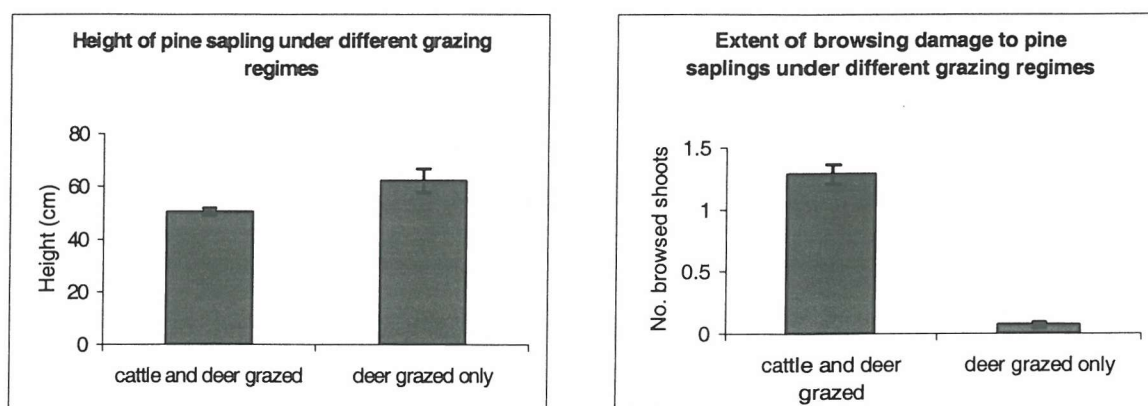 Height of pine sapling under different grazing
regimes
80
60
40
20
0
Height (cm)
cattle and deer grazed
deer grazed only
Extent of browsing damage to pine
saplings under different grazing regimes
1.5
1
0.5
0
No. browsed shoots
cattle and deer
grazed
deer grazed only